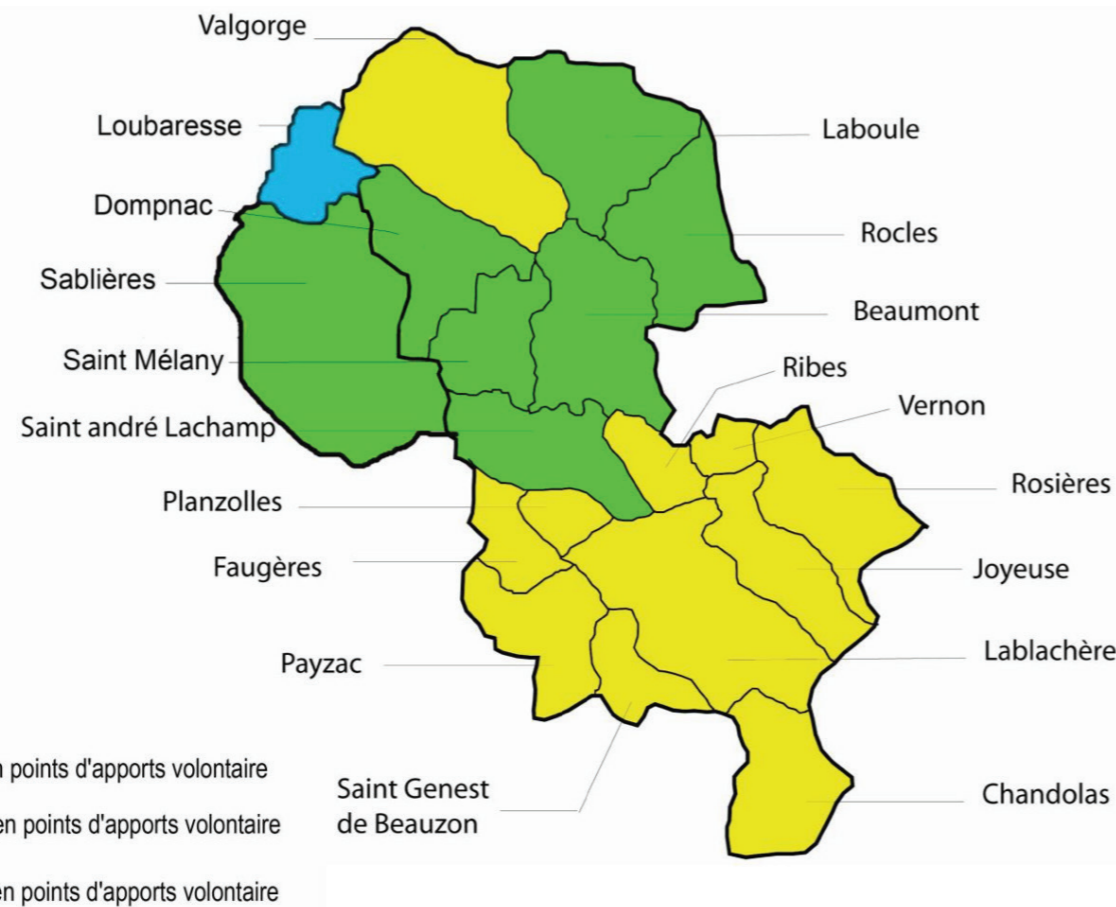 Valgorge
Loubaresse
Laboule
Dompnac
Rocles
Sablières
Beaumont
Saint Mélany
Ribes
Vernon
Saint andré Lachamp
Rosières
Planzolles
Faugères
Joyeuse
Lablachère
Payzac
points d'apports volontaire
Saint Genest
de Beauzon
Chandolas
en points d'apports volontaire
en points d'apports volontaire